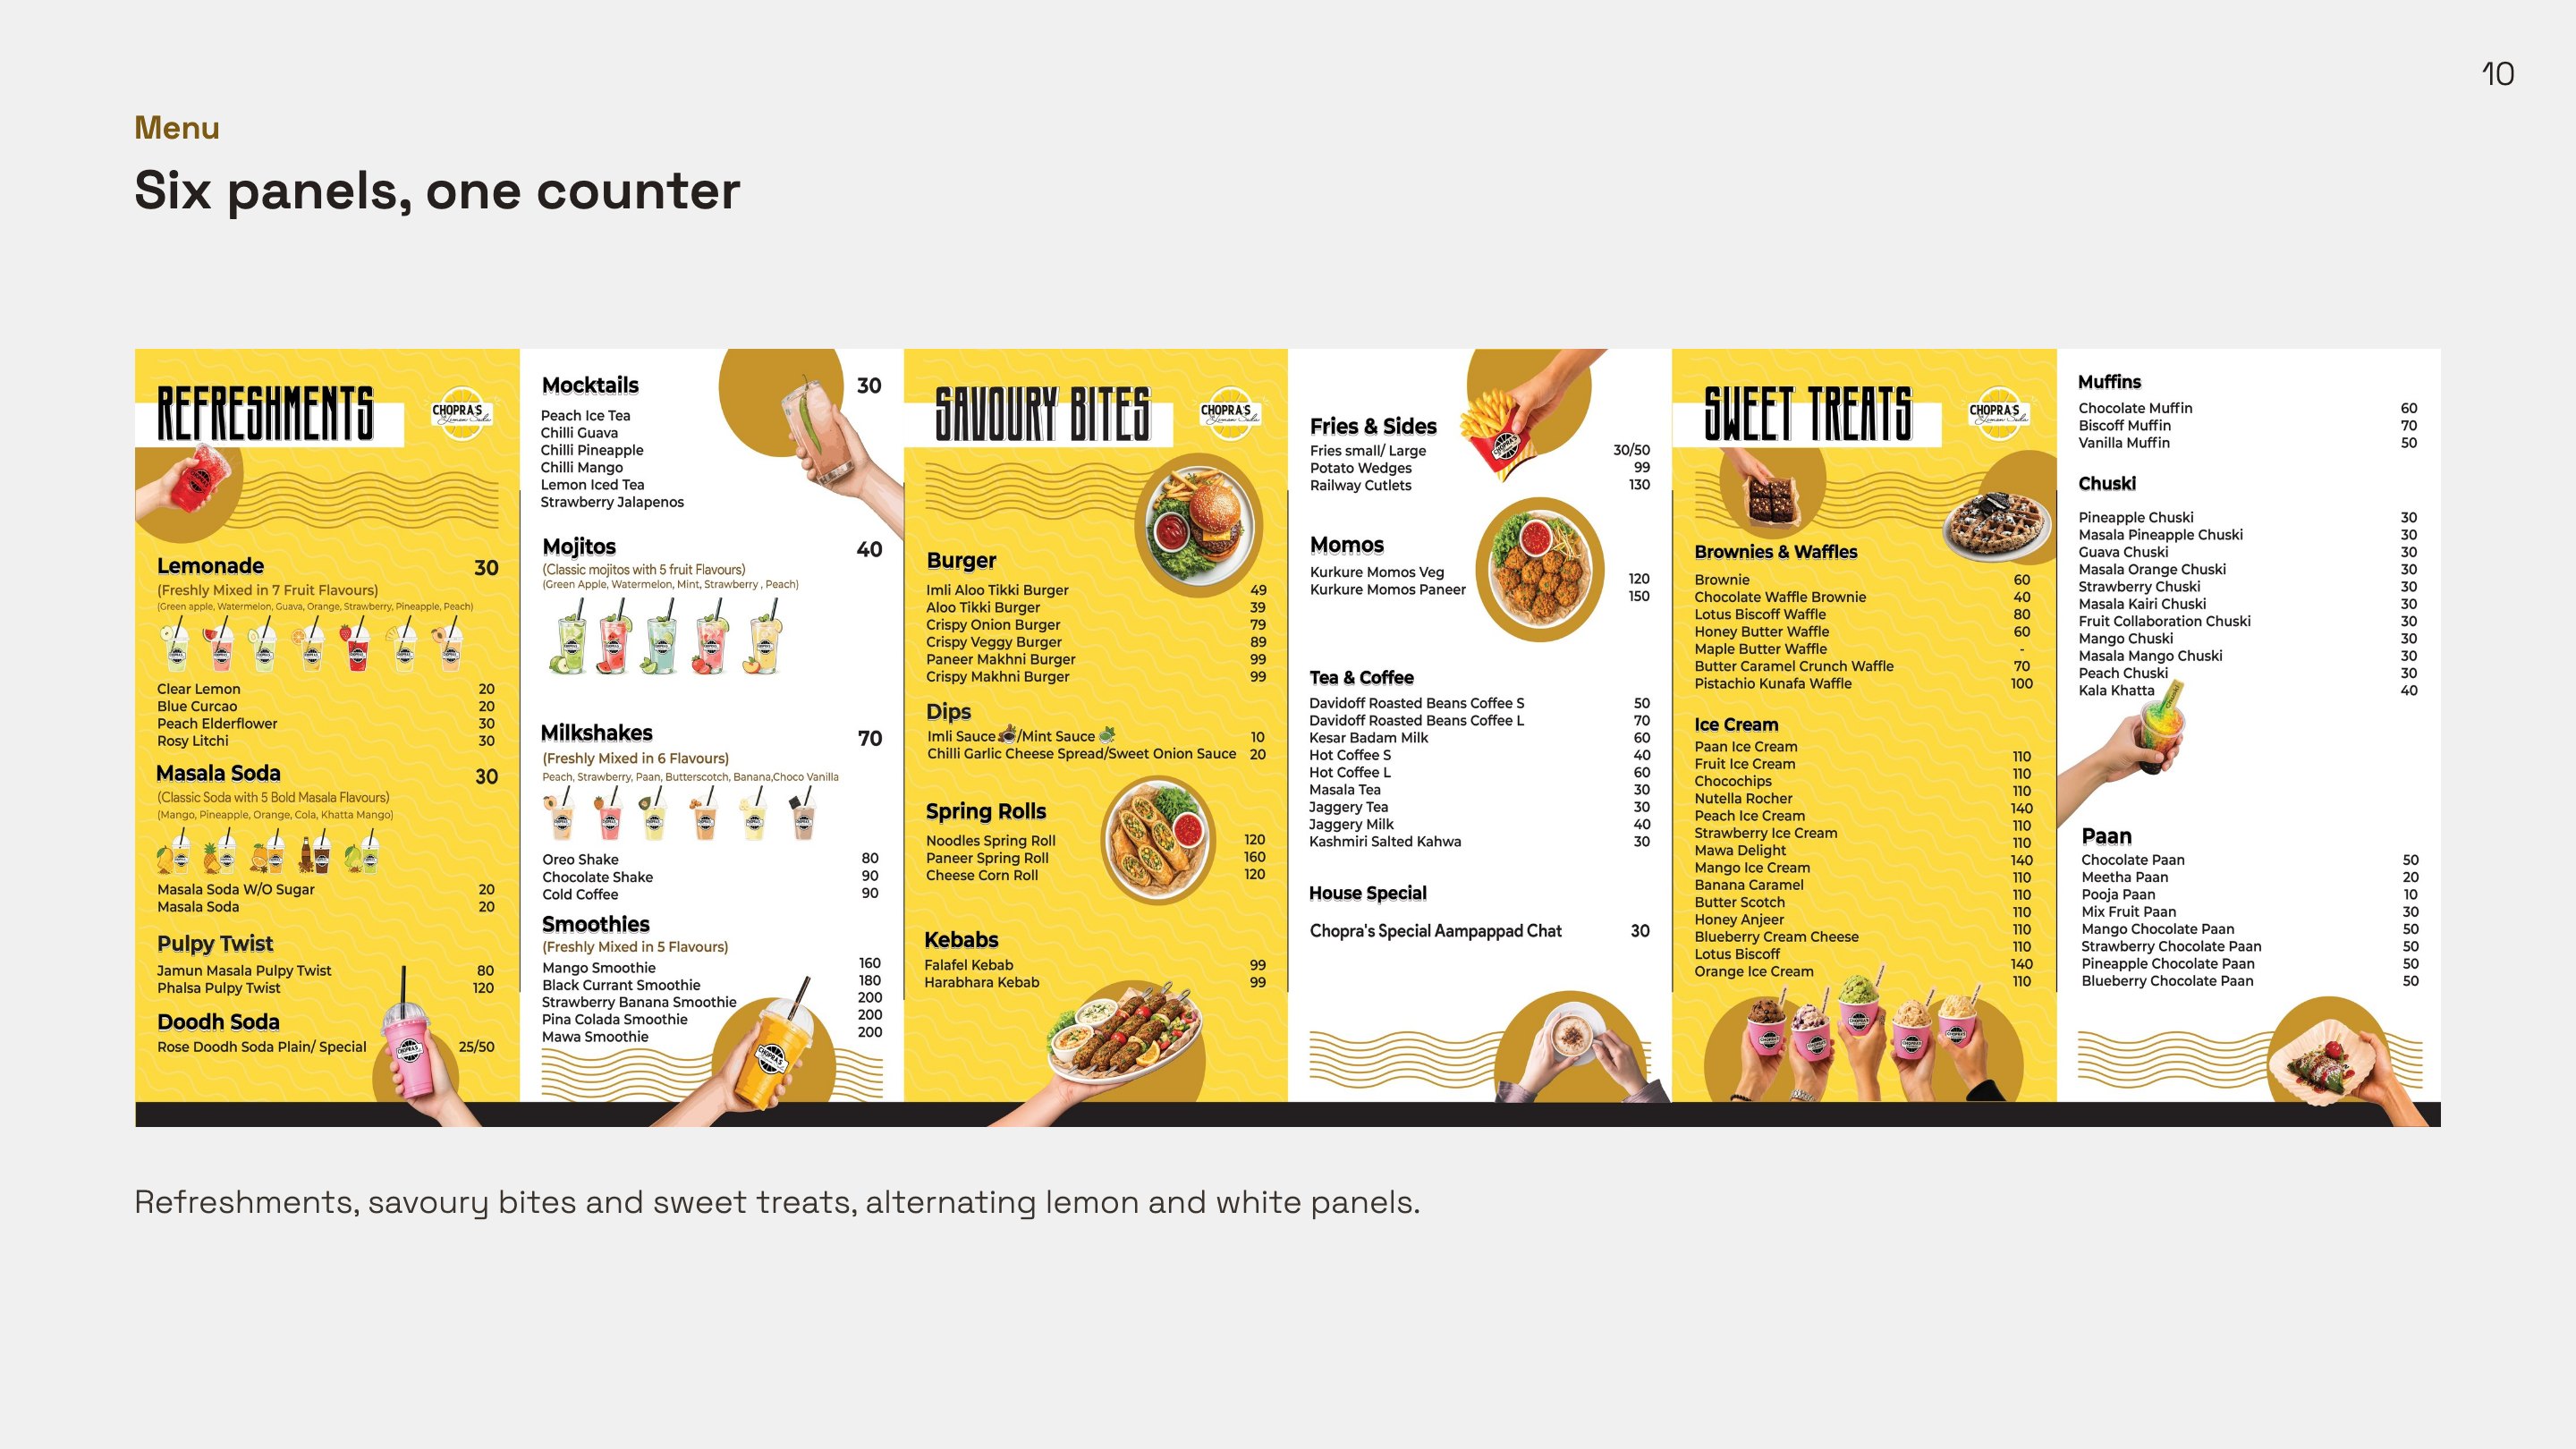 10
Menu
Six panels, one counter
REFRESHMENTS
CHOPRA'S
Lemon Soda
Lemonade 30
(Freshly Mixed in 7 Fruit Flavours)
(Green apple, Watermelon, Guava, Orange, Strawberry, Pineapple, Peach)
Clear Lemon 20
Blue Curcao 20
Peach Elderflower 30
Rosy Litchi 30
Masala Soda 30
(Classic Soda with 5 Bold Masala Flavours)
(Mango, Pineapple, Orange, Cola, Khatta Mango)
Masala Soda W/O Sugar 20
Masala Soda 20
Pulpy Twist
Jamun Masala Pulpy Twist 80
Phalsa Pulpy Twist 120
Doodh Soda
Rose Doodh Soda Plain/ Special 25/50
Mocktails 30
Peach Ice Tea
Chilli Guava
Chilli Pineapple
Chilli Mango
Lemon Iced Tea
Strawberry Jalapenos
Mojitos 40
(Classic mojitos with 5 fruit Flavours)
(Green Apple, Watermelon, Mint, Strawberry , Peach)
Milkshakes 70
(Freshly Mixed in 6 Flavours)
Peach, Strawberry, Paan, Butterscotch, Banana,Choco Vanilla
Oreo Shake 80
Chocolate Shake 90
Cold Coffee 90
Smoothies
(Freshly Mixed in 5 Flavours)
Mango Smoothie 160
Black Currant Smoothie 180
Strawberry Banana Smoothie 200
Pina Colada Smoothie 200
Mawa Smoothie 200
SAVOURY BITES
CHOPRA'S
Lemon Soda
Burger
Imli Aloo Tikki Burger 49
Aloo Tikki Burger 39
Crispy Onion Burger 79
Crispy Veggy Burger 89
Paneer Makhni Burger 99
Crispy Makhni Burger 99
Dips
Imli Sauce /Mint Sauce 10
Chilli Garlic Cheese Spread/Sweet Onion Sauce 20
Spring Rolls
Noodles Spring Roll 120
Paneer Spring Roll 160
Cheese Corn Roll 120
Kebabs
Falafel Kebab 99
Harabhara Kebab 99
Fries & Sides
Fries small/ Large 30/50
Potato Wedges 99
Railway Cutlets 130
Momos
Kurkure Momos Veg 120
Kurkure Momos Paneer 150
Tea & Coffee
Davidoff Roasted Beans Coffee S 50
Davidoff Roasted Beans Coffee L 70
Kesar Badam Milk 60
Hot Coffee S 40
Hot Coffee L 60
Masala Tea 30
Jaggery Tea 30
Jaggery Milk 40
Kashmiri Salted Kahwa 30
House Special
Chopra's Special Aampappad Chat 30
SWEET TREATS
CHOPRA'S
Lemon Soda
Brownies & Waffles
Brownie 60
Chocolate Waffle Brownie 40
Lotus Biscoff Waffle 80
Honey Butter Waffle 60
Maple Butter Waffle -
Butter Caramel Crunch Waffle 70
Pistachio Kunafa Waffle 100
Ice Cream
Paan Ice Cream 110
Fruit Ice Cream 110
Chocochips 110
Nutella Rocher 140
Peach Ice Cream 110
Strawberry Ice Cream 110
Mawa Delight 140
Mango Ice Cream 110
Banana Caramel 110
Butter Scotch 110
Honey Anjeer 110
Blueberry Cream Cheese 110
Lotus Biscoff 140
Orange Ice Cream 110
Muffins
Chocolate Muffin 60
Biscoff Muffin 70
Vanilla Muffin 50
Chuski
Pineapple Chuski 30
Masala Pineapple Chuski 30
Guava Chuski 30
Masala Orange Chuski 30
Strawberry Chuski 30
Masala Kairi Chuski 30
Fruit Collaboration Chuski 30
Mango Chuski 30
Masala Mango Chuski 30
Peach Chuski 30
Kala Khatta 40
Paan
Chocolate Paan 50
Meetha Paan 20
Pooja Paan 10
Mix Fruit Paan 30
Mango Chocolate Paan 50
Strawberry Chocolate Paan 50
Pineapple Chocolate Paan 50
Blueberry Chocolate Paan 50
Refreshments, savoury bites and sweet treats, alternating lemon and white panels.